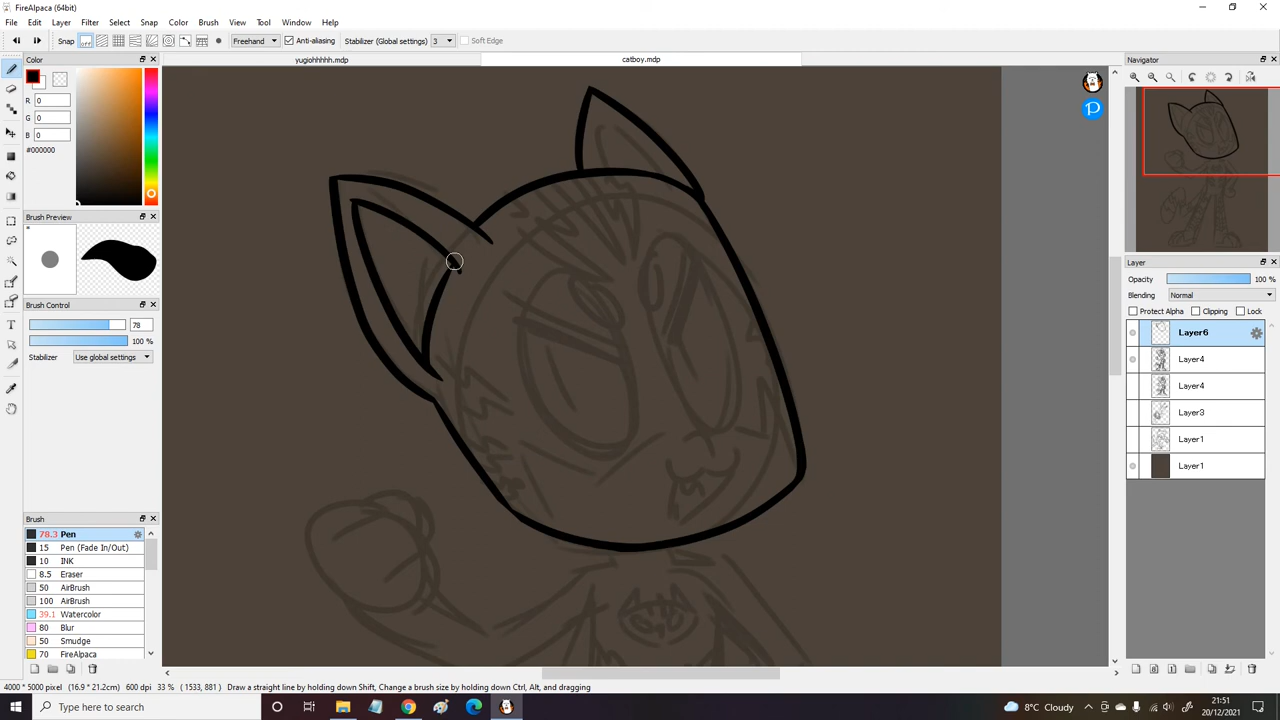 FireAlpaca (64bit)
File Edit Layer Filter Select Snap Color Brush View Tool Window Help
Snap OFF Freehand Anti-aliasing Stabilizer (Global settings) 3 Soft Edge
Color
yugiohhhhh.mdp
catboy.mdp
Navigator
R 0
G 0
B 0
#000000
Brush Preview
Layer
Opacity 100 %
Blending Normal
Protect Alpha Clipping Lock
Brush Control
78
100 %
Stabilizer Use global settings
Layer6
Layer4
Layer4
Layer3
Layer1
Layer1
Brush
78.3 Pen
15 Pen (Fade In/Out)
10 INK
8.5 Eraser
50 AirBrush
100 AirBrush
39.1 Watercolor
80 Blur
50 Smudge
70 FireAlpaca
4000 * 5000 pixel (16.9 * 21.2cm) 600 dpi 33 % ( 1533, 881 ) Draw a straight line by holding down Shift, Change a brush size by holding down Ctrl, Alt, and dragging
Type here to search
8°C Cloudy
21:51
20/12/2021